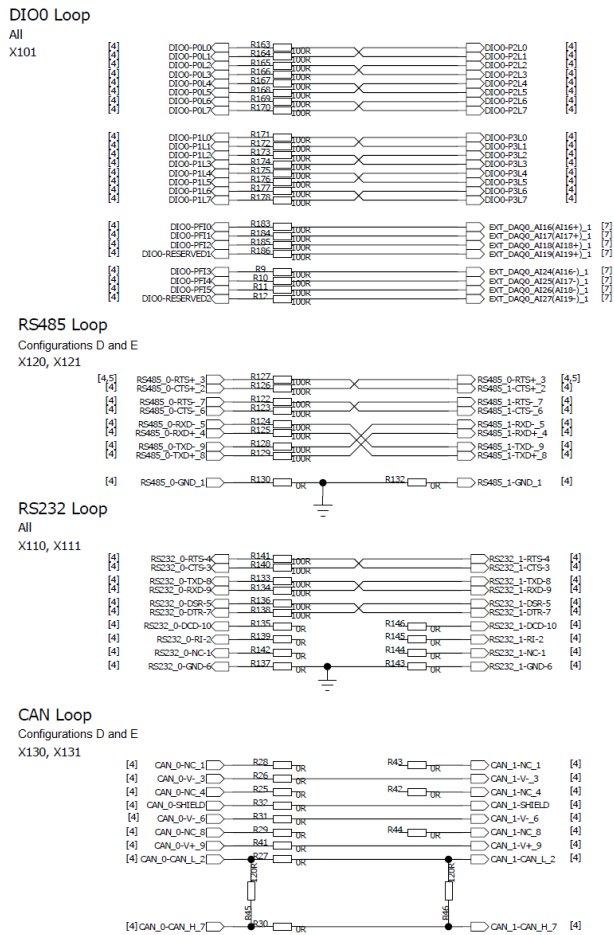 DIO0 Loop
All
X101
[4] DIO0-P0L0 R163 100R DIO0-P2L0 [4]
[4] DIO0-P0L1 R164 100R DIO0-P2L1 [4]
[4] DIO0-P0L2 R165 100R DIO0-P2L2 [4]
[4] DIO0-P0L3 R166 100R DIO0-P2L3 [4]
[4] DIO0-P0L4 R167 100R DIO0-P2L4 [4]
[4] DIO0-P0L5 R168 100R DIO0-P2L5 [4]
[4] DIO0-P0L6 R169 100R DIO0-P2L6 [4]
[4] DIO0-P0L7 R170 100R DIO0-P2L7 [4]
[4] DIO0-P1L0 R171 100R DIO0-P3L0 [4]
[4] DIO0-P1L1 R172 100R DIO0-P3L1 [4]
[4] DIO0-P1L2 R173 100R DIO0-P3L2 [4]
[4] DIO0-P1L3 R174 100R DIO0-P3L3 [4]
[4] DIO0-P1L4 R175 100R DIO0-P3L4 [4]
[4] DIO0-P1L5 R176 100R DIO0-P3L5 [4]
[4] DIO0-P1L6 R177 100R DIO0-P3L6 [4]
[4] DIO0-P1L7 R178 100R DIO0-P3L7 [4]
[4] DIO0-PFI0 R183 100R EXT_DAQ0_AI16(AI16+)_1 [7]
[4] DIO0-PFI1 R184 100R EXT_DAQ0_AI17(AI17+)_1 [7]
[4] DIO0-PFI2 R185 100R EXT_DAQ0_AI18(AI18+)_1 [7]
[4] DIO0-RESERVED1 R186 100R EXT_DAQ0_AI19(AI19+)_1 [7]
[4] DIO0-PFI3 R9 100R EXT_DAQ0_AI24(AI16-)_1 [7]
[4] DIO0-PFI4 R10 100R EXT_DAQ0_AI25(AI17-)_1 [7]
[4] DIO0-PFI5 R11 100R EXT_DAQ0_AI26(AI18-)_1 [7]
[4] DIO0-RESERVED2 R12 100R EXT_DAQ0_AI27(AI19-)_1 [7]
RS485 Loop
Configurations D and E
X120, X121
[4,5] RS485_0-RTS+_3 R127 100R RS485_0-RTS+_3 [4,5]
[4] RS485_0-CTS+_2 R126 100R RS485_1-CTS+_2 [4]
[4] RS485_0-RTS-_7 R122 100R RS485_1-RTS-_7 [4]
[4] RS485_0-CTS-_6 R123 100R RS485_1-CTS-_6 [4]
[4] RS485_0-RXD-_5 R124 100R RS485_1-RXD-_5 [4]
[4] RS485_0-RXD+_4 R125 100R RS485_1-RXD+_4 [4]
[4] RS485_0-TXD-_9 R128 100R RS485_1-TXD-_9 [4]
[4] RS485_0-TXD+_8 R129 100R RS485_1-TXD+_8 [4]
[4] RS485_0-GND_1 R130 0R R132 0R RS485_1-GND_1 [4]
RS232 Loop
All
X110, X111
[4] RS232_0-RTS-4 R141 100R RS232_1-RTS-4 [4]
[4] RS232_0-CTS-3 R140 100R RS232_1-CTS-3 [4]
[4] RS232_0-TXD-8 R133 100R RS232_1-TXD-8 [4]
[4] RS232_0-RXD-9 R134 100R RS232_1-RXD-9 [4]
[4] RS232_0-DSR-5 R136 100R RS232_1-DSR-5 [4]
[4] RS232_0-DTR-7 R138 100R RS232_1-DTR-7 [4]
[4] RS232_0-DCD-10 R135 0R R146 0R RS232_1-DCD-10 [4]
[4] RS232_0-RI-2 R139 0R R145 0R RS232_1-RI-2 [4]
[4] RS232_0-NC-1 R142 0R R144 0R RS232_1-NC-1 [4]
[4] RS232_0-GND-6 R137 0R R143 0R RS232_1-GND-6 [4]
CAN Loop
Configurations D and E
X130, X131
[4] CAN_0-NC_1 R28 0R R43 0R CAN_1-NC_1 [4]
[4] CAN_0-V-_3 R26 0R CAN_1-V-_3 [4]
[4] CAN_0-NC_4 R25 0R R42 0R CAN_1-NC_4 [4]
[4] CAN_0-SHIELD R32 0R CAN_1-SHIELD [4]
[4] CAN_0-V-_6 R31 0R CAN_1-V-_6 [4]
[4] CAN_0-NC_8 R29 0R R44 0R CAN_1-NC_8 [4]
[4] CAN_0-V+_9 R41 0R CAN_1-V+_9 [4]
[4] CAN_0-CAN_L_2 R27 0R CAN_1-CAN_L_2 [4]
120R 120R
R45 R46
[4] CAN_0-CAN_H_7 R30 0R CAN_1-CAN_H_7 [4]